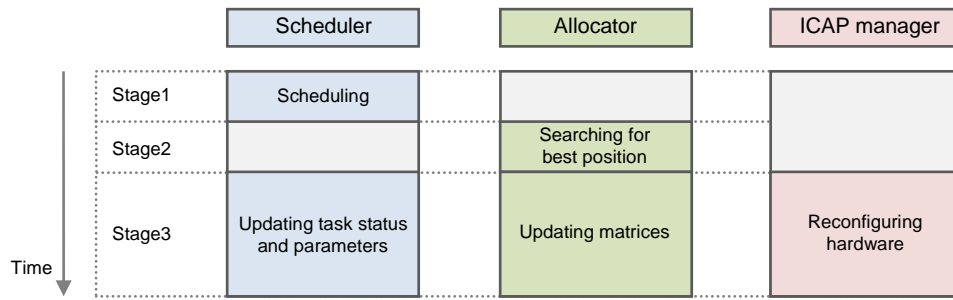 Scheduler
Allocator
ICAP manager
Stage1
Scheduling
Stage2
Searching for
best position
Stage3
Updating task status
and parameters
Updating matrices
Reconfiguring
hardware
Time